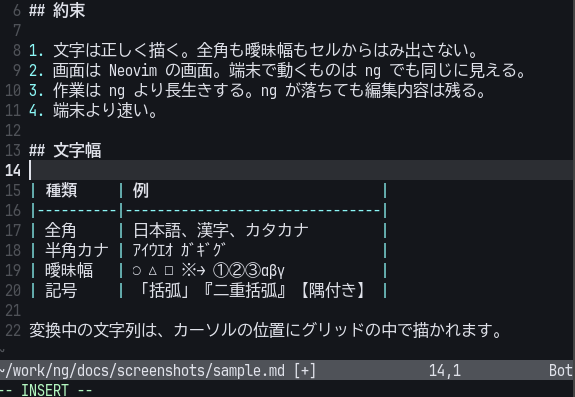 6 ## 約束
7
8 1. 文字は正しく描く。全角も曖昧幅もセルからはみ出さない。
9 2. 画面は Neovim の画面。端末で動くものは ng でも同じに見える。
10 3. 作業は ng より長生きする。ng が落ちても編集内容は残る。
11 4. 端末より速い。
12
13 ## 文字幅
14
15 | 種類     | 例                              |
16 |----------|--------------------------------|
17 | 全角     | 日本語、漢字、カタカナ         |
18 | 半角カナ | ｱｲｳｴｵ ｶﾞｷﾞｸﾞ                   |
19 | 曖昧幅   | ○ △ □ ※→ ①②③αβγ             |
20 | 記号     | 「括弧」『二重括弧』【隅付き】 |
21
22 変換中の文字列は、カーソルの位置にグリッドの中で描かれます。
~
~/work/ng/docs/screenshots/sample.md [+] 14,1 Bot
-- INSERT --